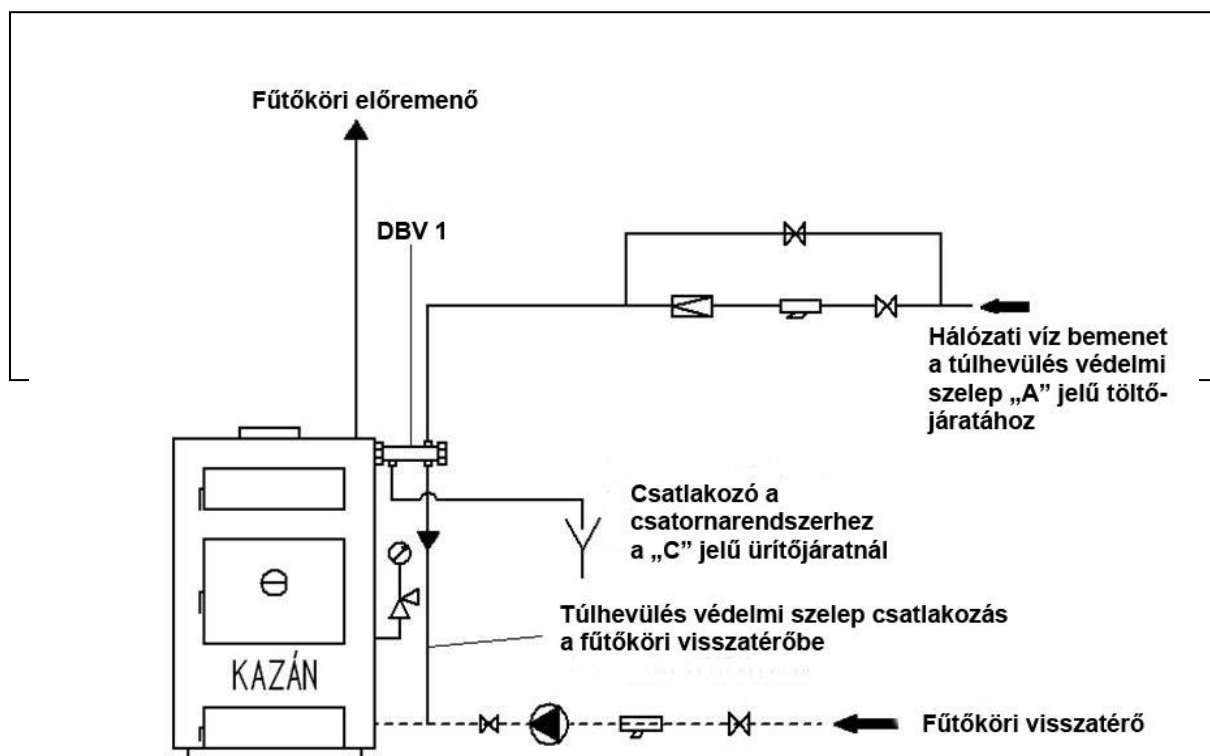 Fűtőköri előremenő
DBV 1
Hálózati víz bemenet
a túlhevülés védelmi
szelep „A” jelű töltő-
járatához
Csatlakozó a
csatornarendszerhez
a „C” jelű ürítőjáratnál
Túlhevülés védelmi szelep csatlakozás
a fűtőköri visszatérőbe
KAZÁN
Fűtőköri visszatérő